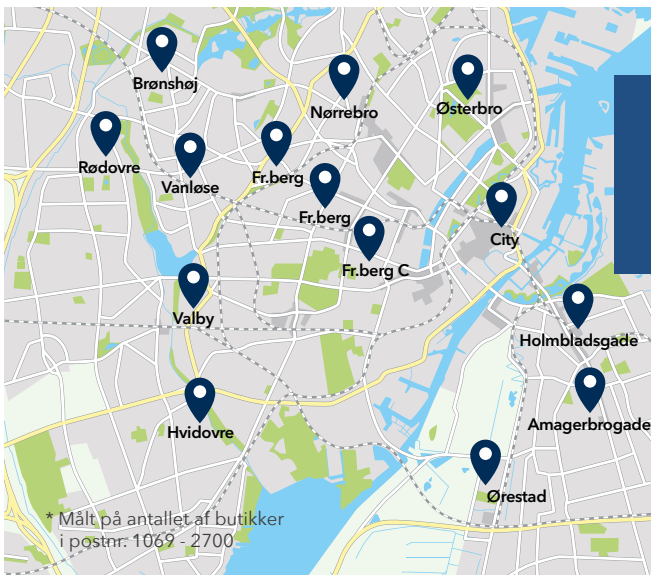 Brønshøj
Nørrebro
Østerbro
Rødovre
Vanløse
Fr.berg
Fr.berg
City
Fr.berg C
Valby
Holmbladsgade
Hvidovre
Amagerbrogade
Ørestad
* Målt på antallet af butikker
i postnr. 1069 - 2700